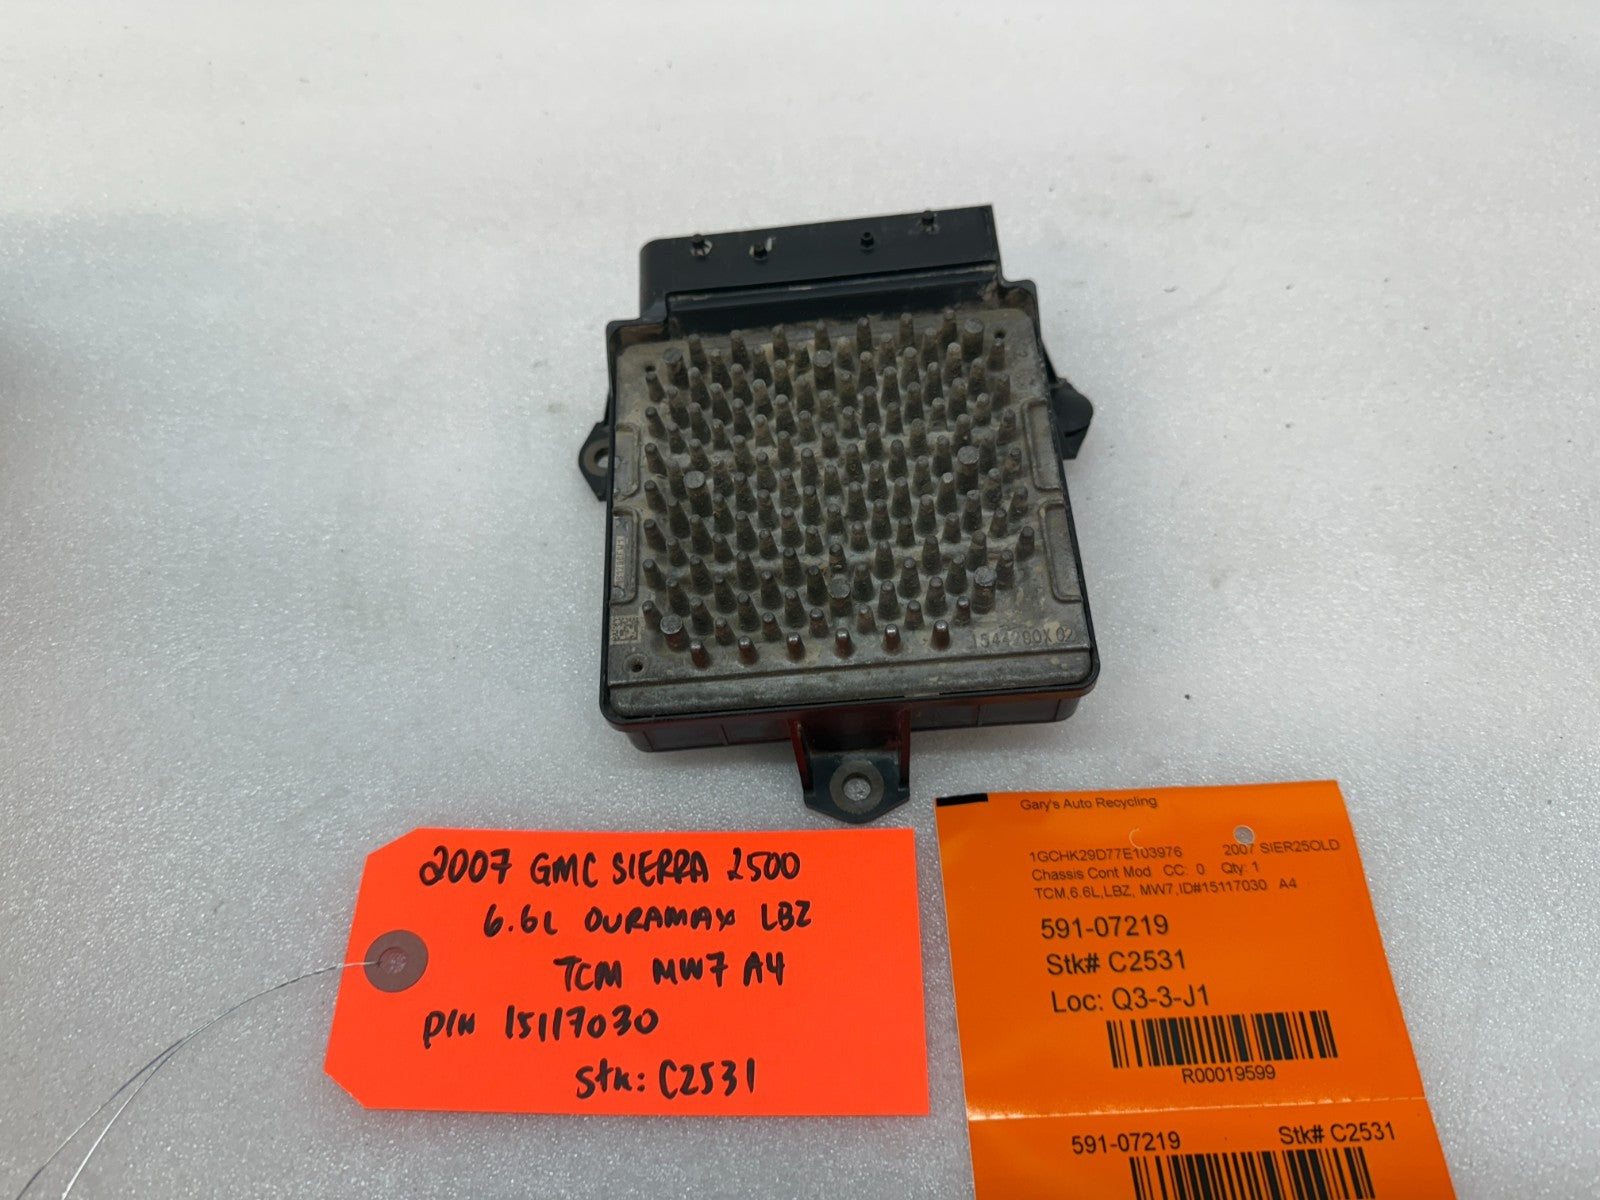 1544200X02
2007 GMC SIERRA 2500
6.6L DURAMAX LBZ
TCM MW7 A4
P/N 15117030
Stk: C2531
Gary's Auto Recycling
1GCHK29D77E103976 2007 SIER25OLD
Chassis Cont Mod CC: 0 Qty: 1
TCM,6.6L,LBZ, MW7,ID#15117030 A4
591-07219
Stk# C2531
Loc: Q3-3-J1
R00019599
591-07219 Stk# C2531